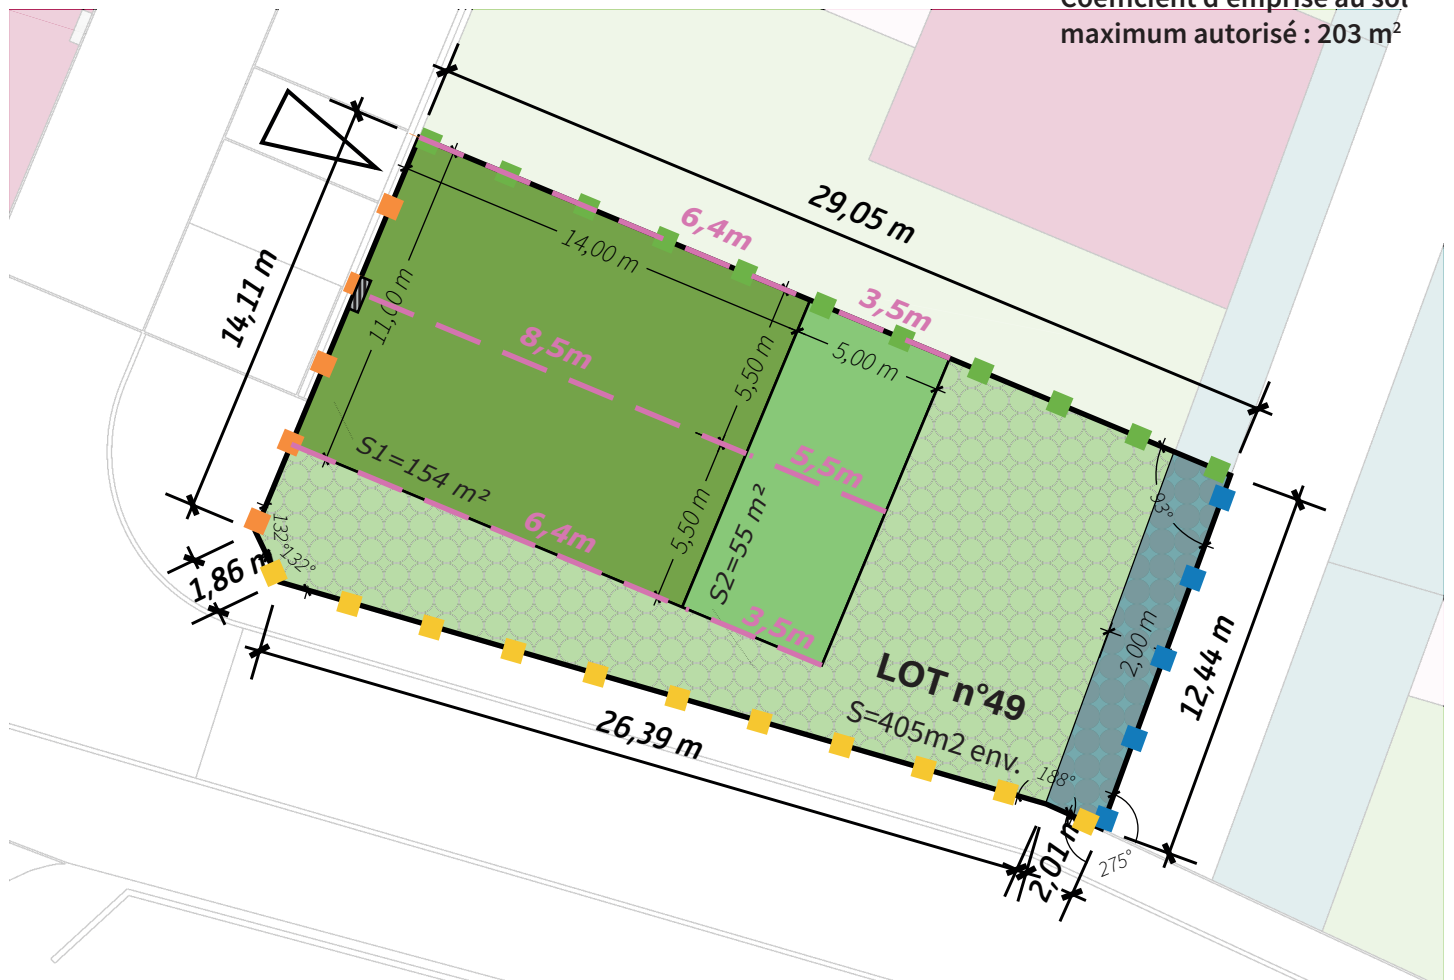 Coefficient d'emprise au sol
maximum autorisé : 203 m²
29,05 m
6,4m
14,00 m
3,5m
14,11 m
11,00 m
8,5m
5,50 m
5,00 m
S1=154 m²
5,5m
6,4m
5,50 m
S2=55 m²
93°
132°
132°
1,86 m
3,5m
2,00 m
12,44 m
LOT n°49
S=405m2 env.
26,39 m
188°
2,01 m
275°